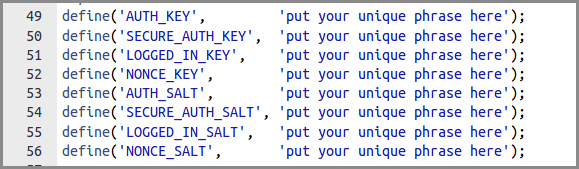 49 define('AUTH_KEY',         'put your unique phrase here');
50 define('SECURE_AUTH_KEY',  'put your unique phrase here');
51 define('LOGGED_IN_KEY',    'put your unique phrase here');
52 define('NONCE_KEY',        'put your unique phrase here');
53 define('AUTH_SALT',        'put your unique phrase here');
54 define('SECURE_AUTH_SALT', 'put your unique phrase here');
55 define('LOGGED_IN_SALT',   'put your unique phrase here');
56 define('NONCE_SALT',       'put your unique phrase here');